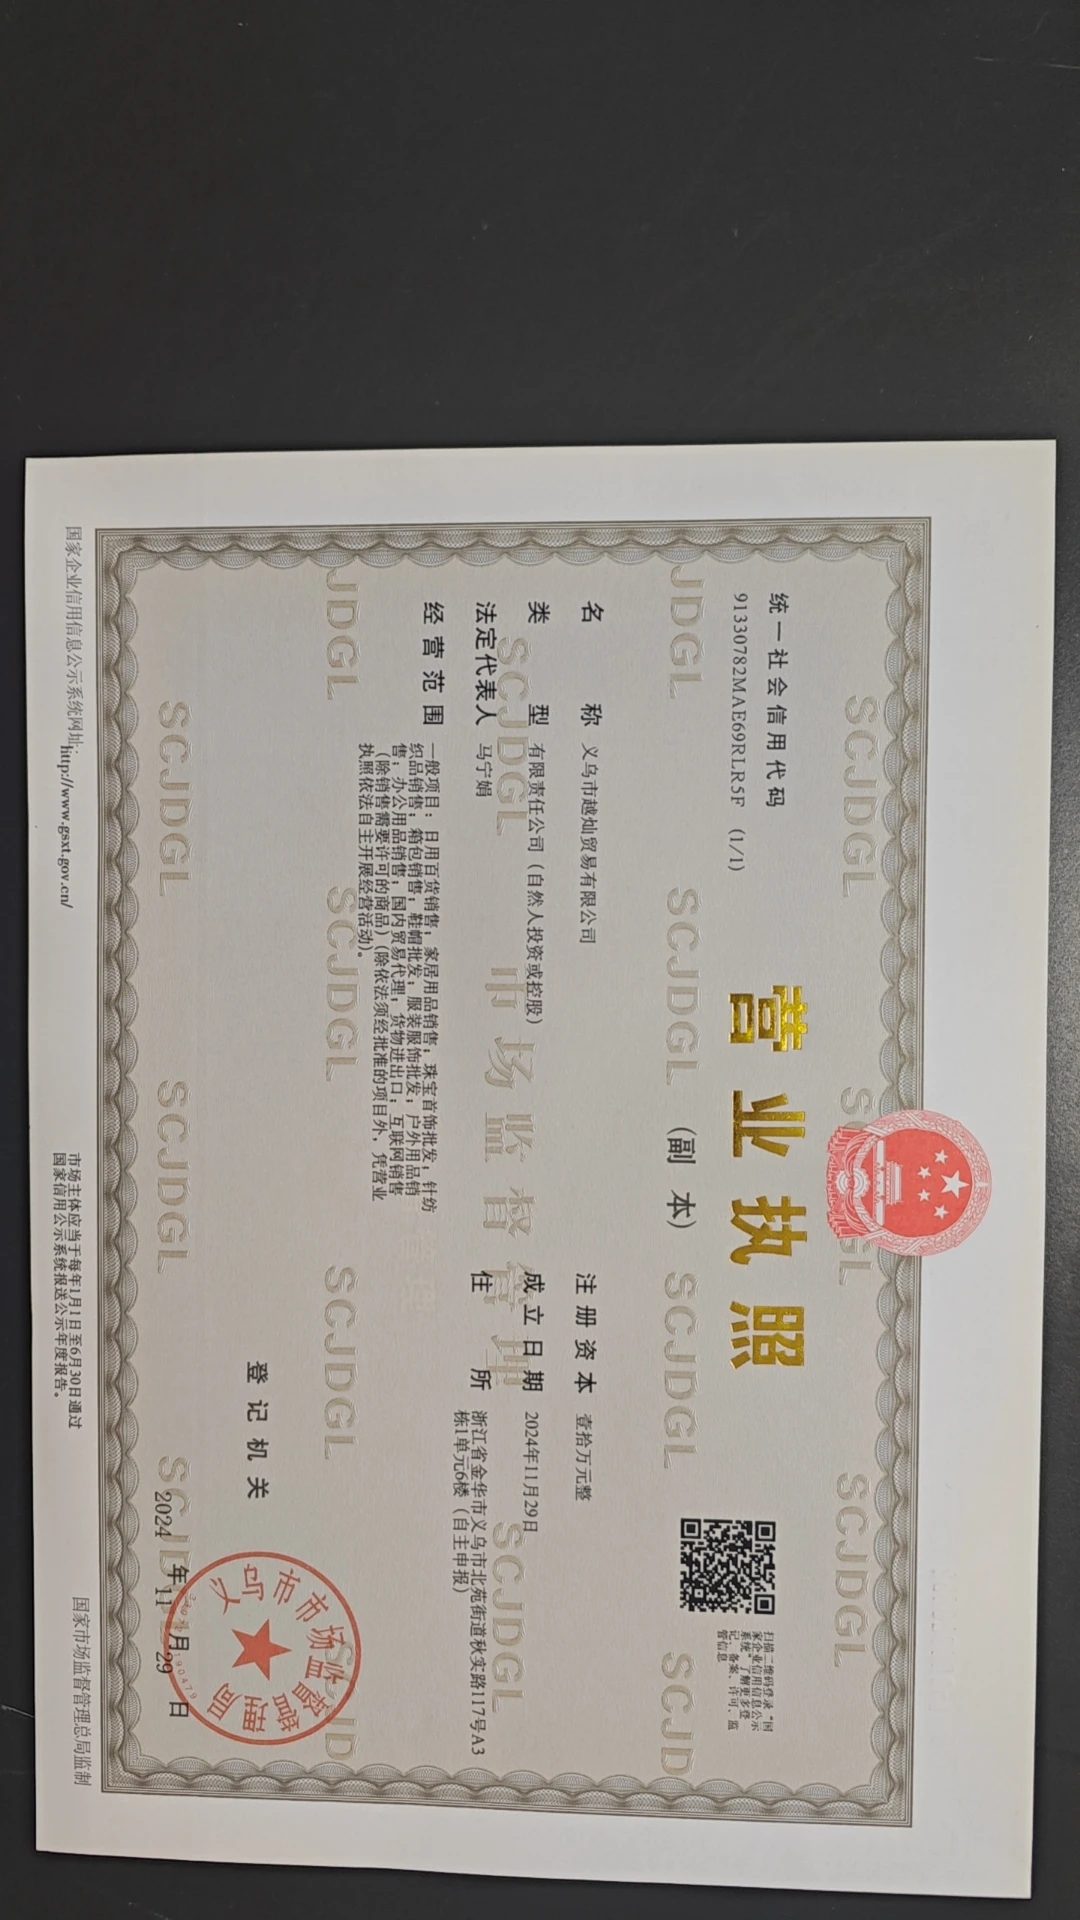 营业执照
(副 本)
统一社会信用代码
91330782MAE69RLR5F (1/1)
扫描二维码登录“国
家企业信用信息公示
系统”了解更多登
记、备案、许可、监
管信息
名 称 义乌市越灿贸易有限公司
类 型 有限责任公司（自然人投资或控股）
法定代表人 马宁娟
经营范围 一般项目：日用百货销售；家居用品销售；珠宝首饰批发；针纺
织品销售；箱包销售；鞋帽批发；服装服饰批发；户外用品销
售；办公用品销售；国内贸易代理；货物进出口；互联网销售
（除销售需要许可的商品）（除依法须经批准的项目外，凭营业
执照依法自主开展经营活动）。
注册资本 壹拾万元整
成立日期 2024年11月29日
住 所 浙江省金华市义乌市北苑街道秋实路117号A3
栋1单元6楼（自主申报）
登记机关
义乌市市场监督管理局
2024 年 11 月 29 日
国家企业信用信息公示系统网址：http://www.gsxt.gov.cn/
市场主体应当于每年1月1日至6月30日通过
国家信用公示系统报送公示年度报告。
国家市场监督管理总局监制
SCJDGL
市场监督管理